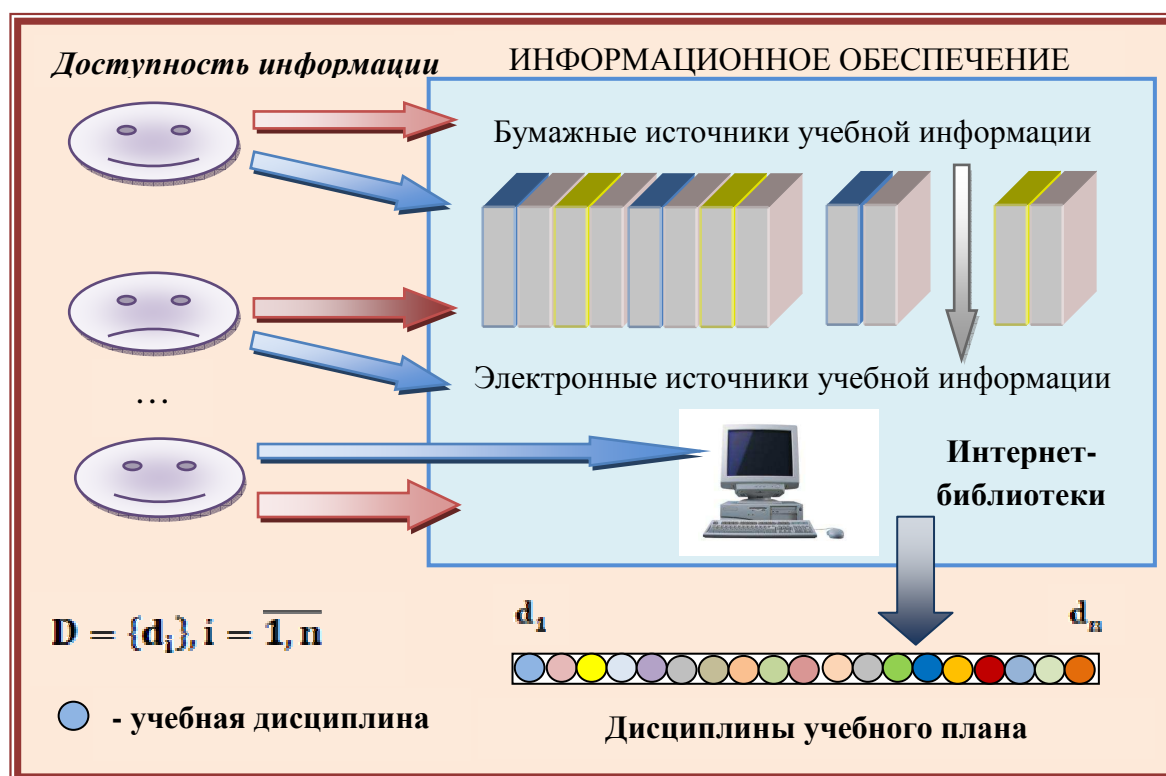 Доступность информации
ИНФОРМАЦИОННОЕ ОБЕСПЕЧЕНИЕ
Бумажные источники учебной информации
Электронные источники учебной информации
…
Интернет-
библиотеки
d₁
dₙ
D = {dᵢ}, i = \overline{1, n}
- учебная дисциплина
Дисциплины учебного плана